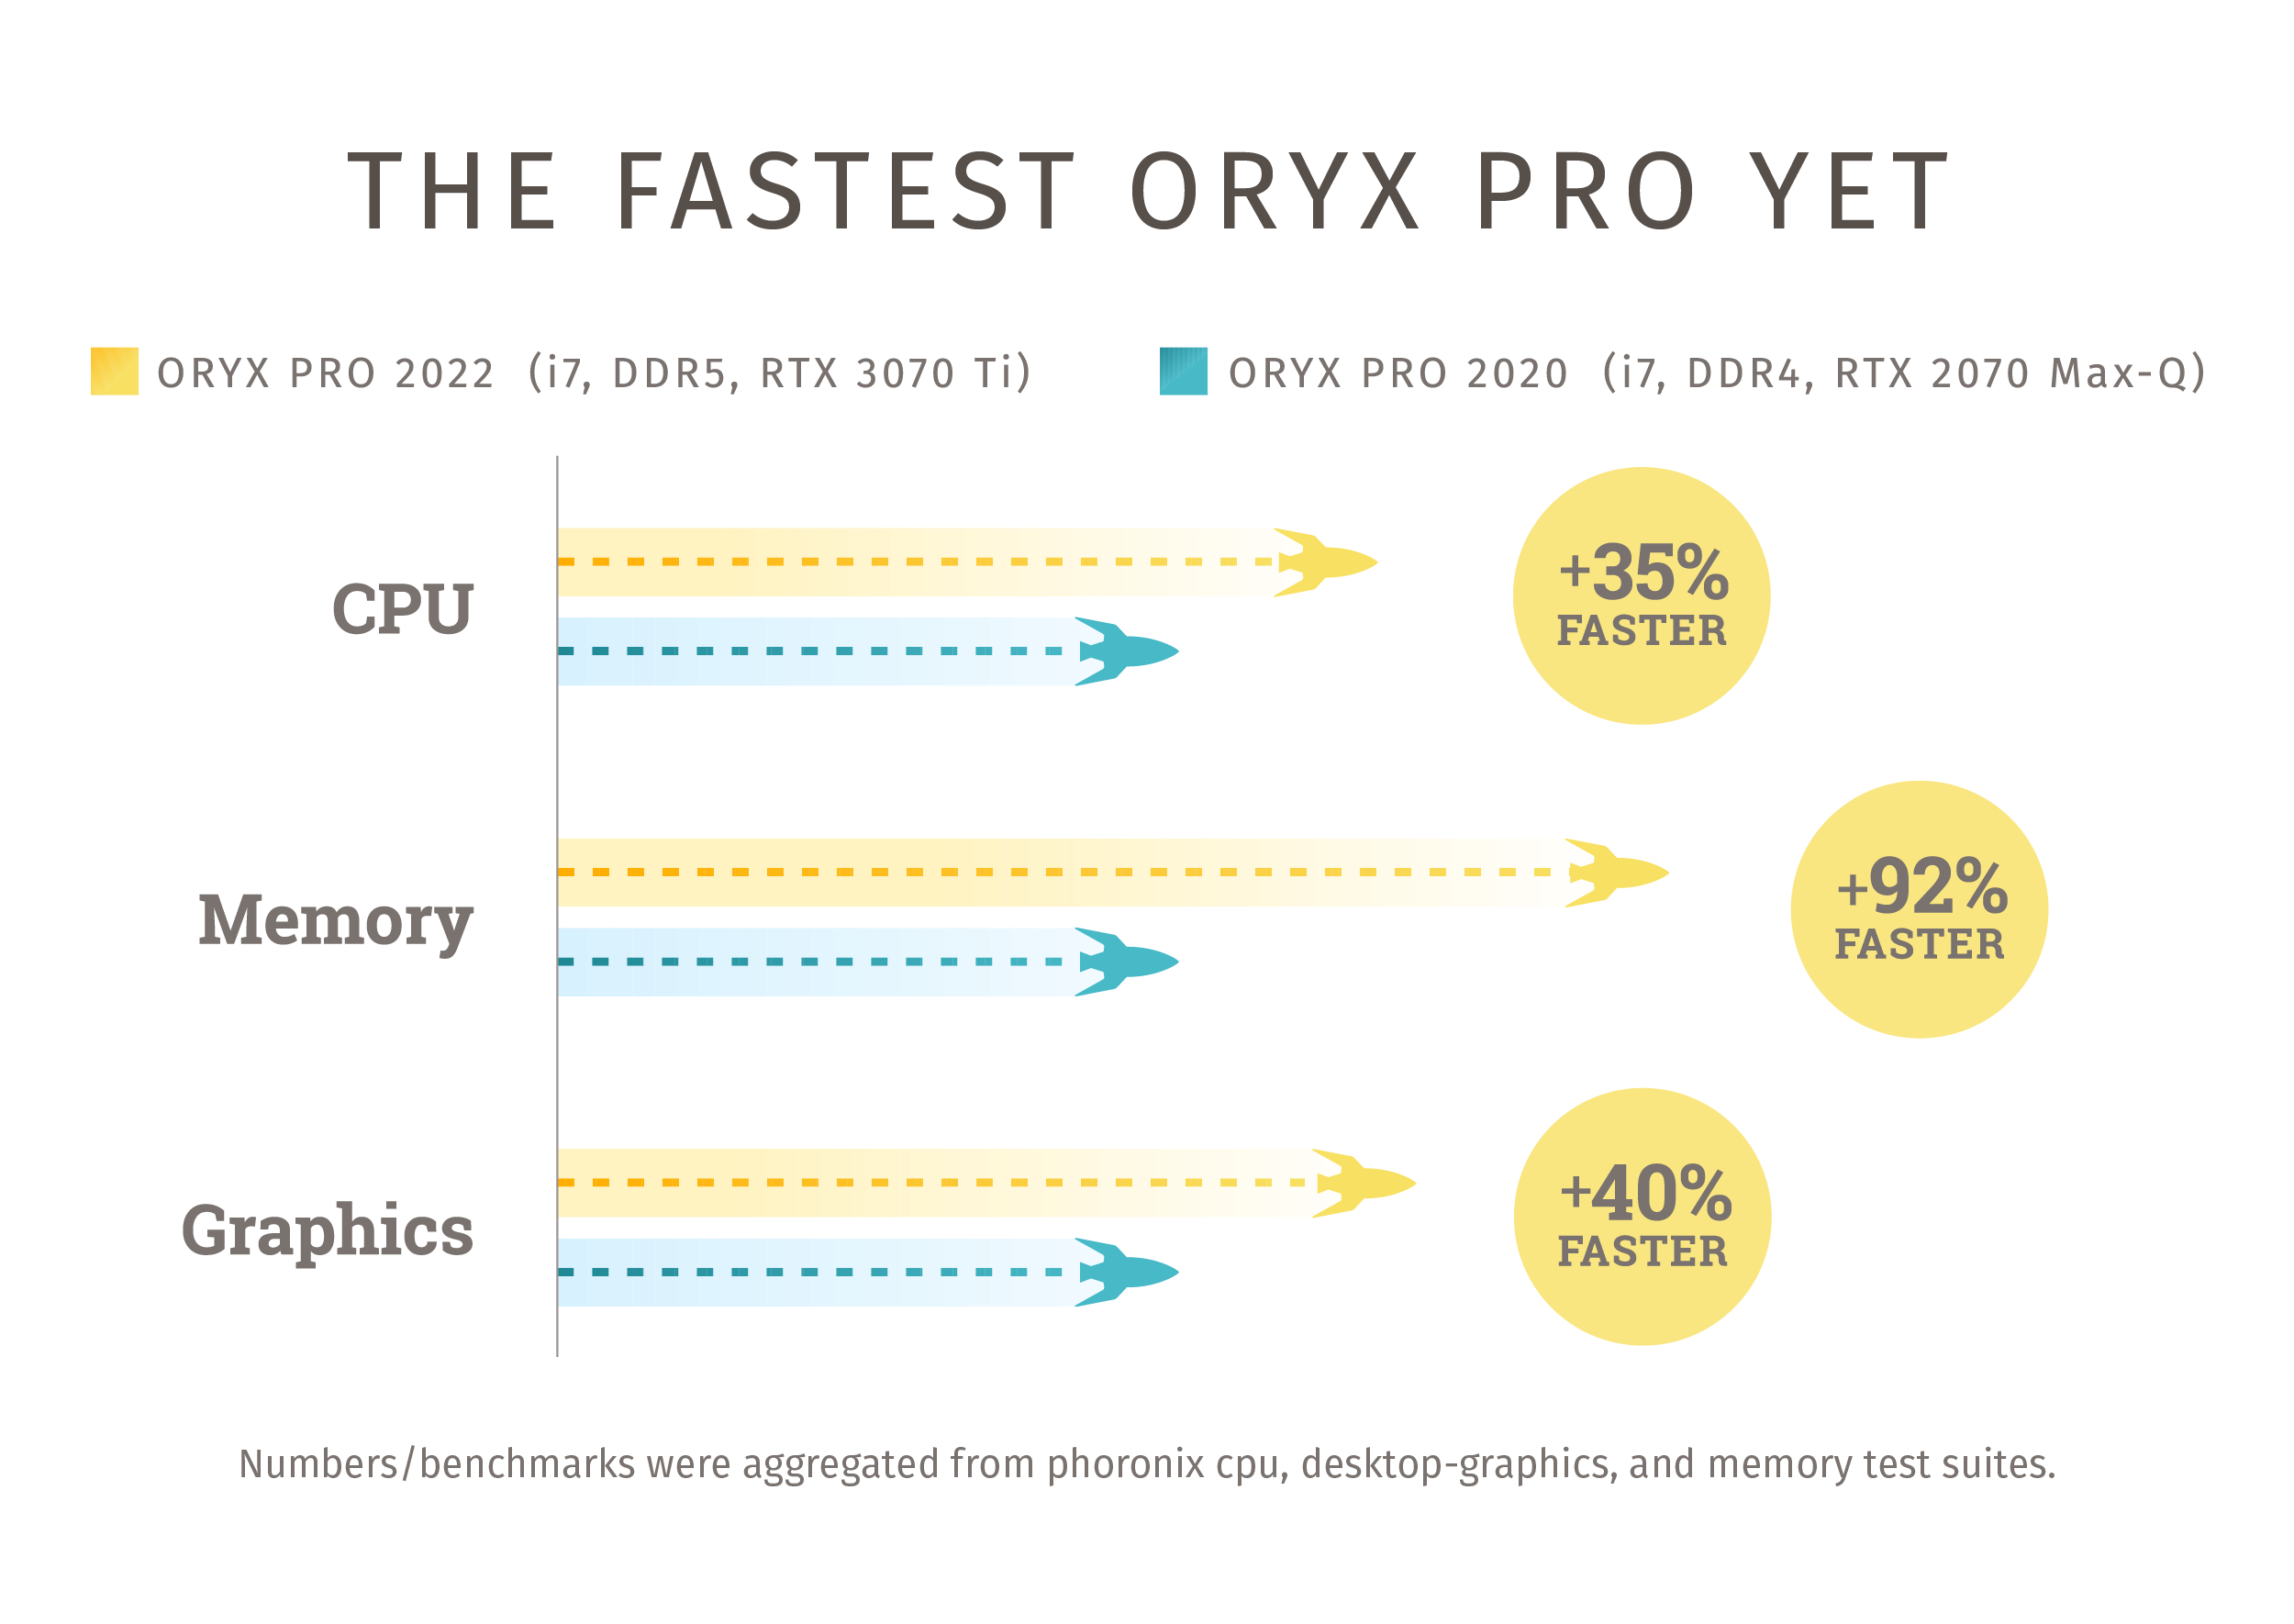 THE FASTEST ORYX PRO YET
ORYX PRO 2022 (i7, DDR5, RTX 3070 Ti)
ORYX PRO 2020 (i7, DDR4, RTX 2070 Max-Q)
CPU
+35%
FASTER
Memory
+92%
FASTER
Graphics
+40%
FASTER
Numbers/benchmarks were aggregated from phoronix cpu, desktop-graphics, and memory test suites.